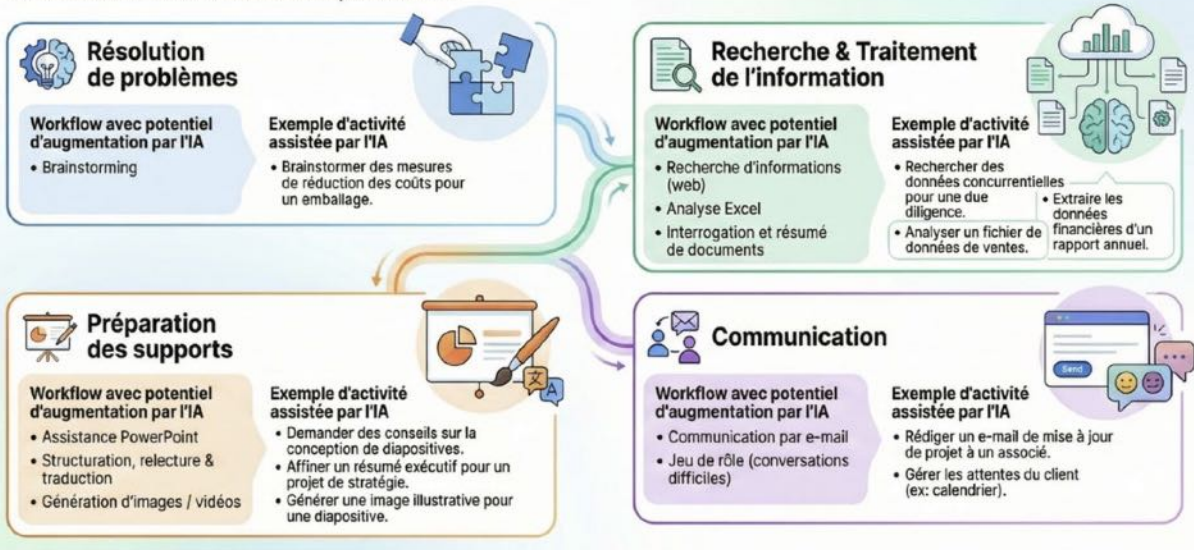 Résolution
de problèmes
Workflow avec potentiel
d'augmentation par l'IA
• Brainstorming
Exemple d'activité
assistée par l'IA
• Brainstormer des mesures
de réduction des coûts pour
un emballage.
Recherche & Traitement
de l'information
Workflow avec potentiel
d'augmentation par l'IA
• Recherche d'informations
(web)
• Analyse Excel
• Interrogation et résumé
de documents
Exemple d'activité
assistée par l'IA
• Rechercher des
données concurrentielles
pour une due
diligence.
• Analyser un fichier de
données de ventes.
• Extraire les
données
financières d'un
rapport annuel.
Préparation
des supports
Workflow avec potentiel
d'augmentation par l'IA
• Assistance PowerPoint
• Structuration, relecture &
traduction
• Génération d'images / vidéos
Exemple d'activité
assistée par l'IA
• Demander des conseils sur la
conception de diapositives.
• Affiner un résumé exécutif pour un
projet de stratégie.
• Générer une image illustrative pour
une diapositive.
文
A
Communication
Workflow avec potentiel
d'augmentation par l'IA
• Communication par e-mail
• Jeu de rôle (conversations
difficiles)
Exemple d'activité
assistée par l'IA
• Rédiger un e-mail de mise à jour
de projet à un associé.
• Gérer les attentes du client
(ex: calendrier).
Send